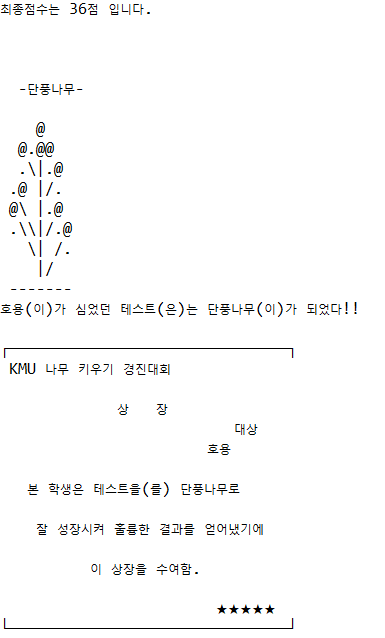 최종점수는 36점 입니다.
-단풍나무-
@
@.@@
.\|.@
.@ |/.
@\ |.@
.\\|/.@
\| /.
|/
-------
호용(이)가 심었던 테스트(은)는 단풍나무(이)가 되었다!!
KMU 나무 키우기 경진대회
상 장
대상
호용
본 학생은 테스트을(를) 단풍나무로
잘 성장시켜 훌륭한 결과를 얻어냈기에
이 상장을 수여함.
★★★★★